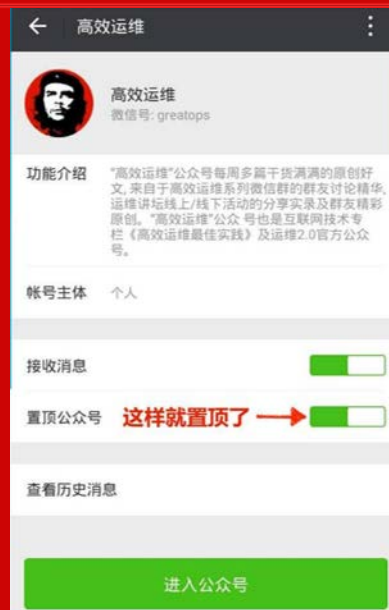 高效运维
高效运维
微信号: greatops
功能介绍 “高效运维”公众号每周多篇干货满满的原创好
文, 来自于高效运维系列微信群的群友讨论精华,
运维讲坛线上/线下活动的分享实录及群友精彩
原创。“高效运维”公众 号也是互联网技术专
栏《高效运维最佳实践》及运维2.0官方公众
号。
帐号主体 个人
接收消息
置顶公众号 这样就置顶了
查看历史消息
进入公众号